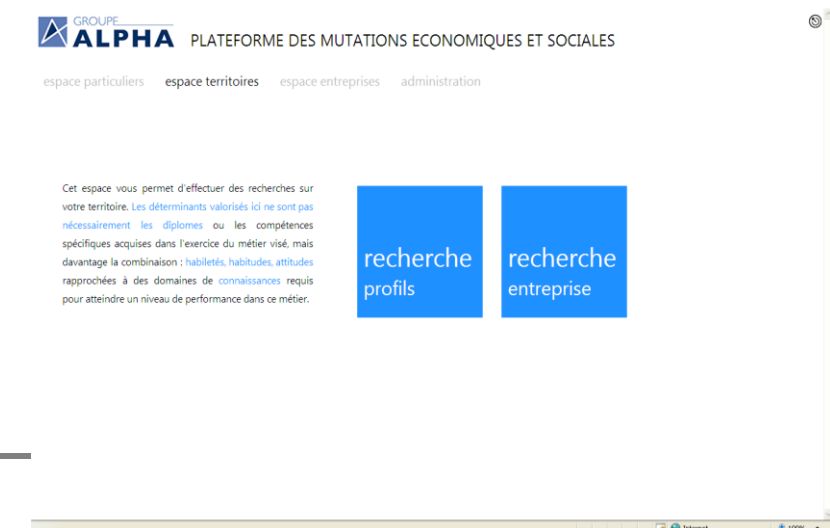 GROUPE
ALPHA PLATEFORME DES MUTATIONS ECONOMIQUES ET SOCIALES
espace particuliers espace territoires espace entreprises administration
Cet espace vous permet d'effectuer des recherches sur
votre territoire. Les déterminants valorisés ici ne sont pas
nécessairement les diplomes ou les compétences
spécifiques acquises dans l'exercice du métier visé, mais
davantage la combinaison : habiletés, habitudes, attitudes
rapprochées à des domaines de connaissances requis
pour atteindre un niveau de performance dans ce métier.
recherche
profils
recherche
entreprise
Internet 100%